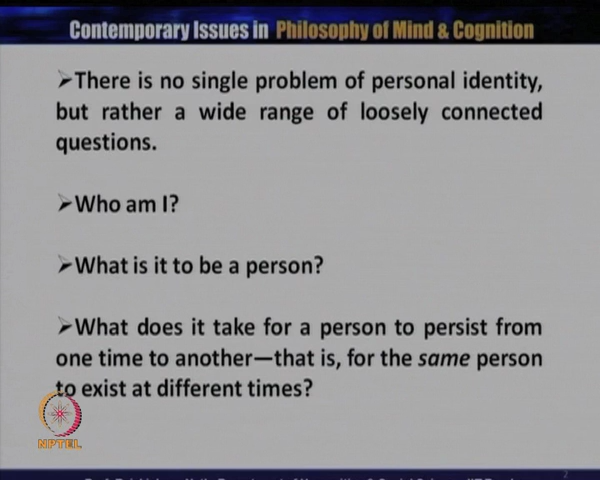 Contemporary Issues in Philosophy of Mind & Cognition
➢There is no single problem of personal identity,
but rather a wide range of loosely connected
questions.
➢Who am I?
➢What is it to be a person?
➢What does it take for a person to persist from
one time to another—that is, for the same person
to exist at different times?
NPTEL